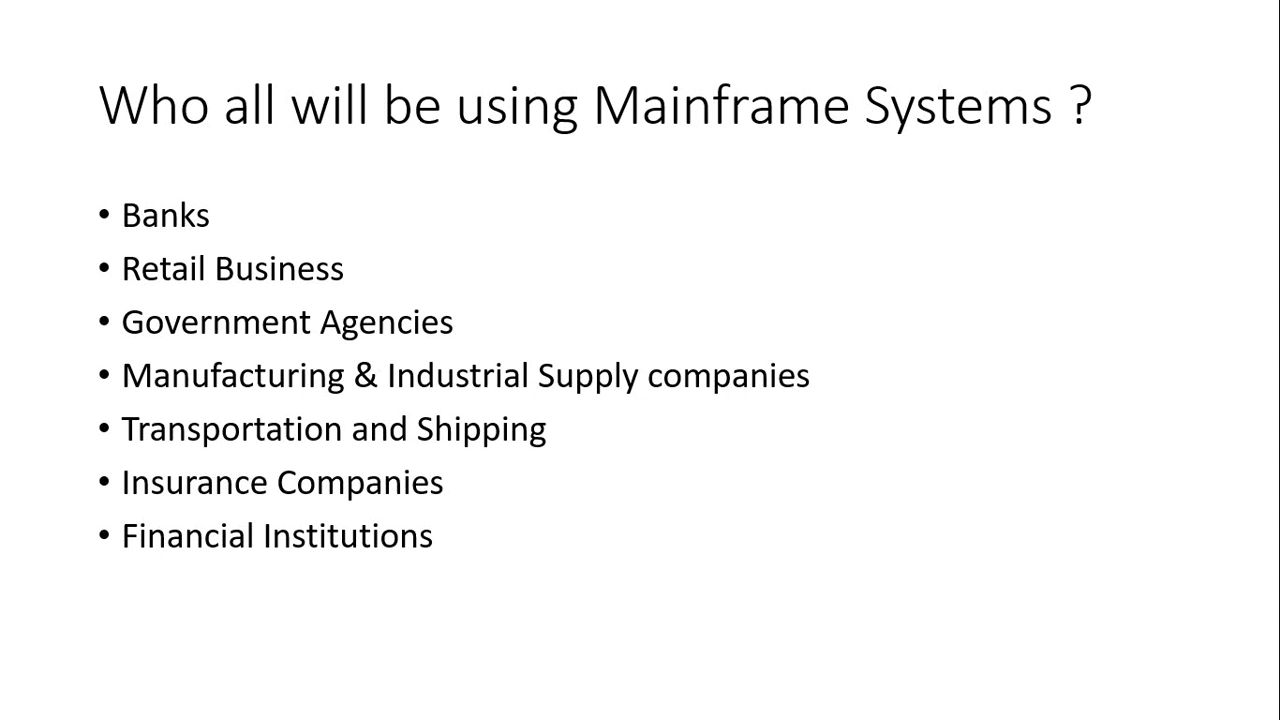 Who all will be using Mainframe Systems ?
• Banks
• Retail Business
• Government Agencies
• Manufacturing & Industrial Supply companies
• Transportation and Shipping
• Insurance Companies
• Financial Institutions